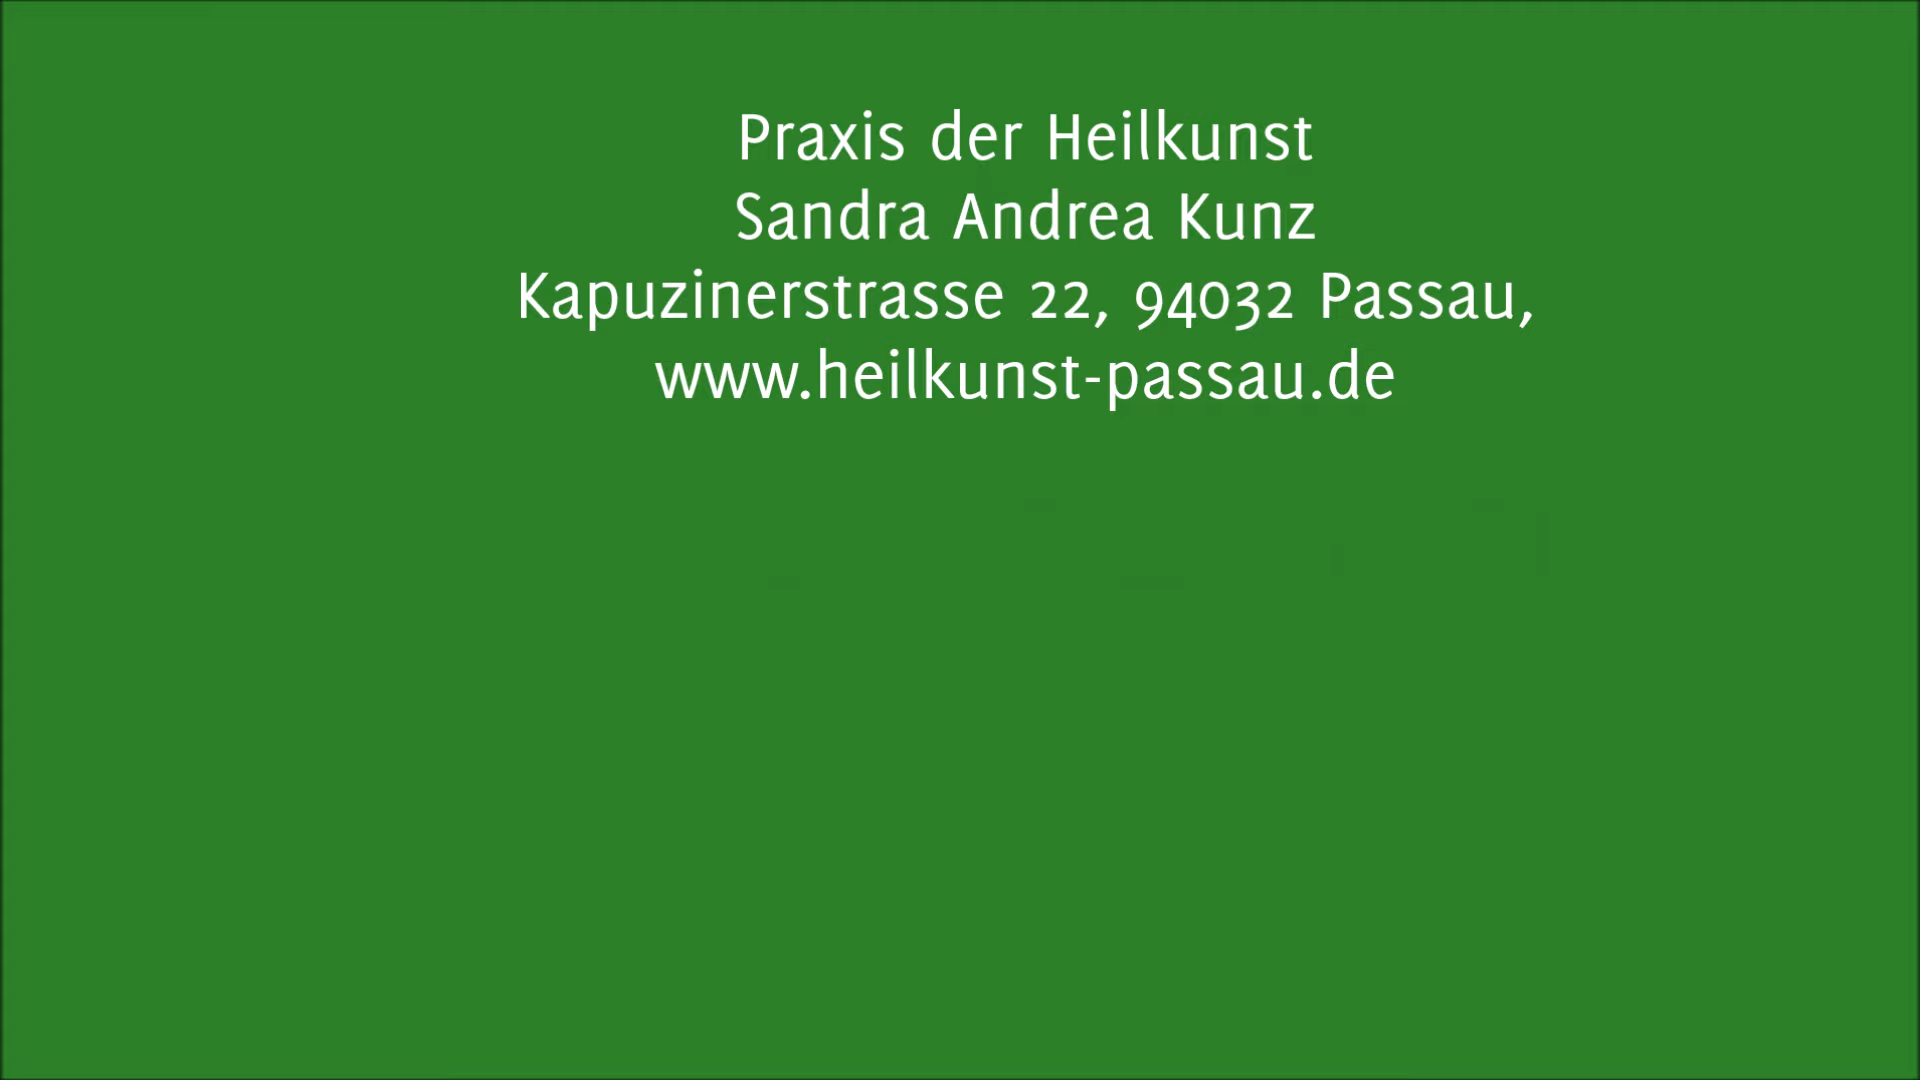 Praxis der Heilkunst
Sandra Andrea Kunz
Kapuzinerstrasse 22, 94032 Passau,
www.heilkunst-passau.de